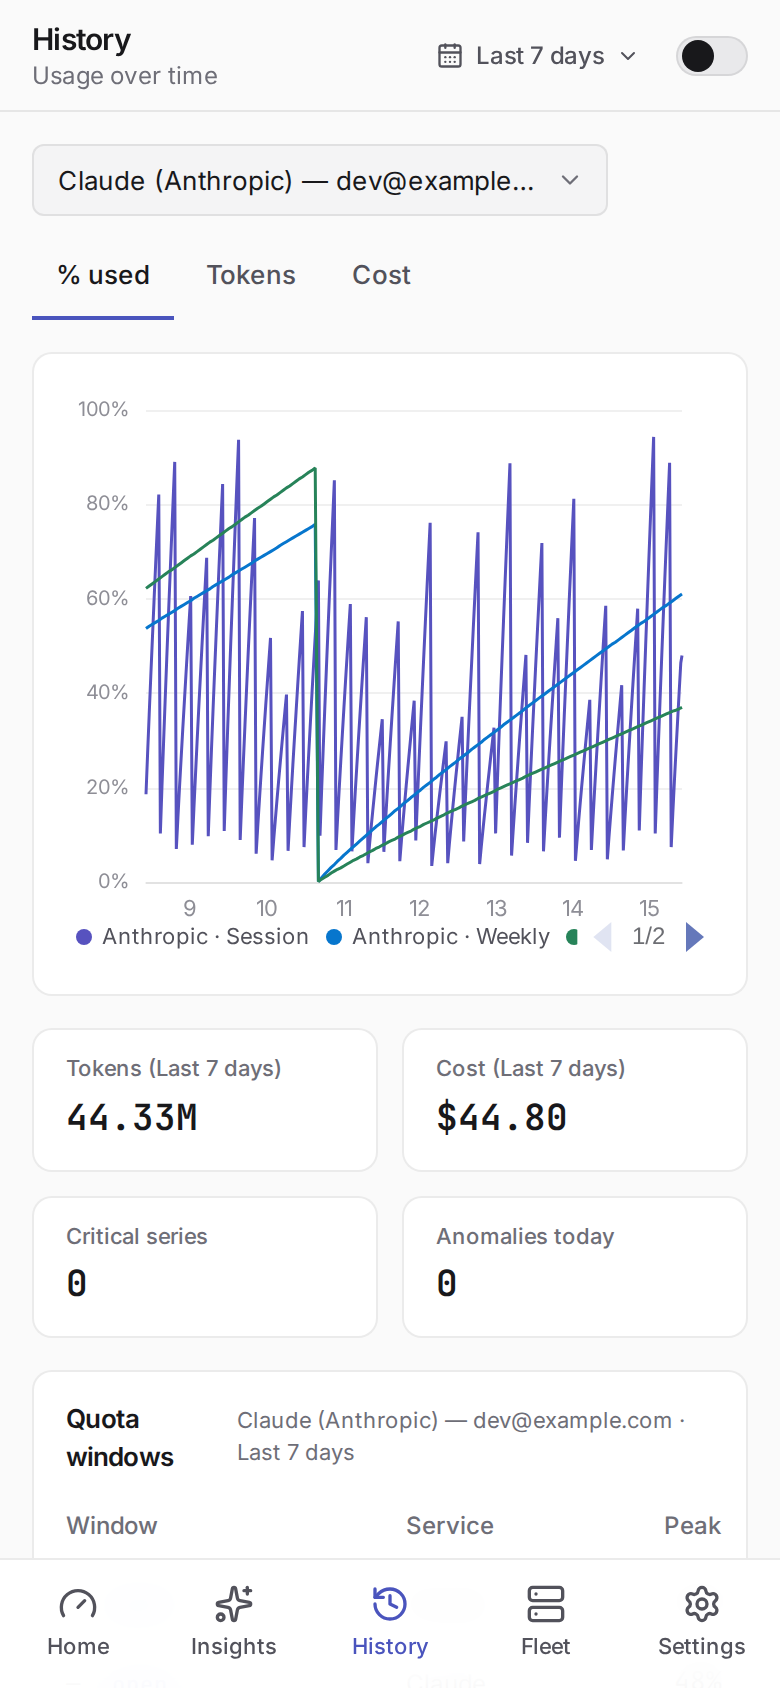 History
Usage over time
Last 7 days
Claude (Anthropic) — dev@example...
% used
Tokens
Cost
100%
80%
60%
40%
20%
0%
9 10 11 12 13 14 15
Anthropic · Session Anthropic · Weekly 1/2
Tokens (Last 7 days)
44.33M
Cost (Last 7 days)
$44.80
Critical series
0
Anomalies today
0
Quota
windows
Claude (Anthropic) — dev@example.com ·
Last 7 days
Window Service Peak
Home Insights History Fleet Settings